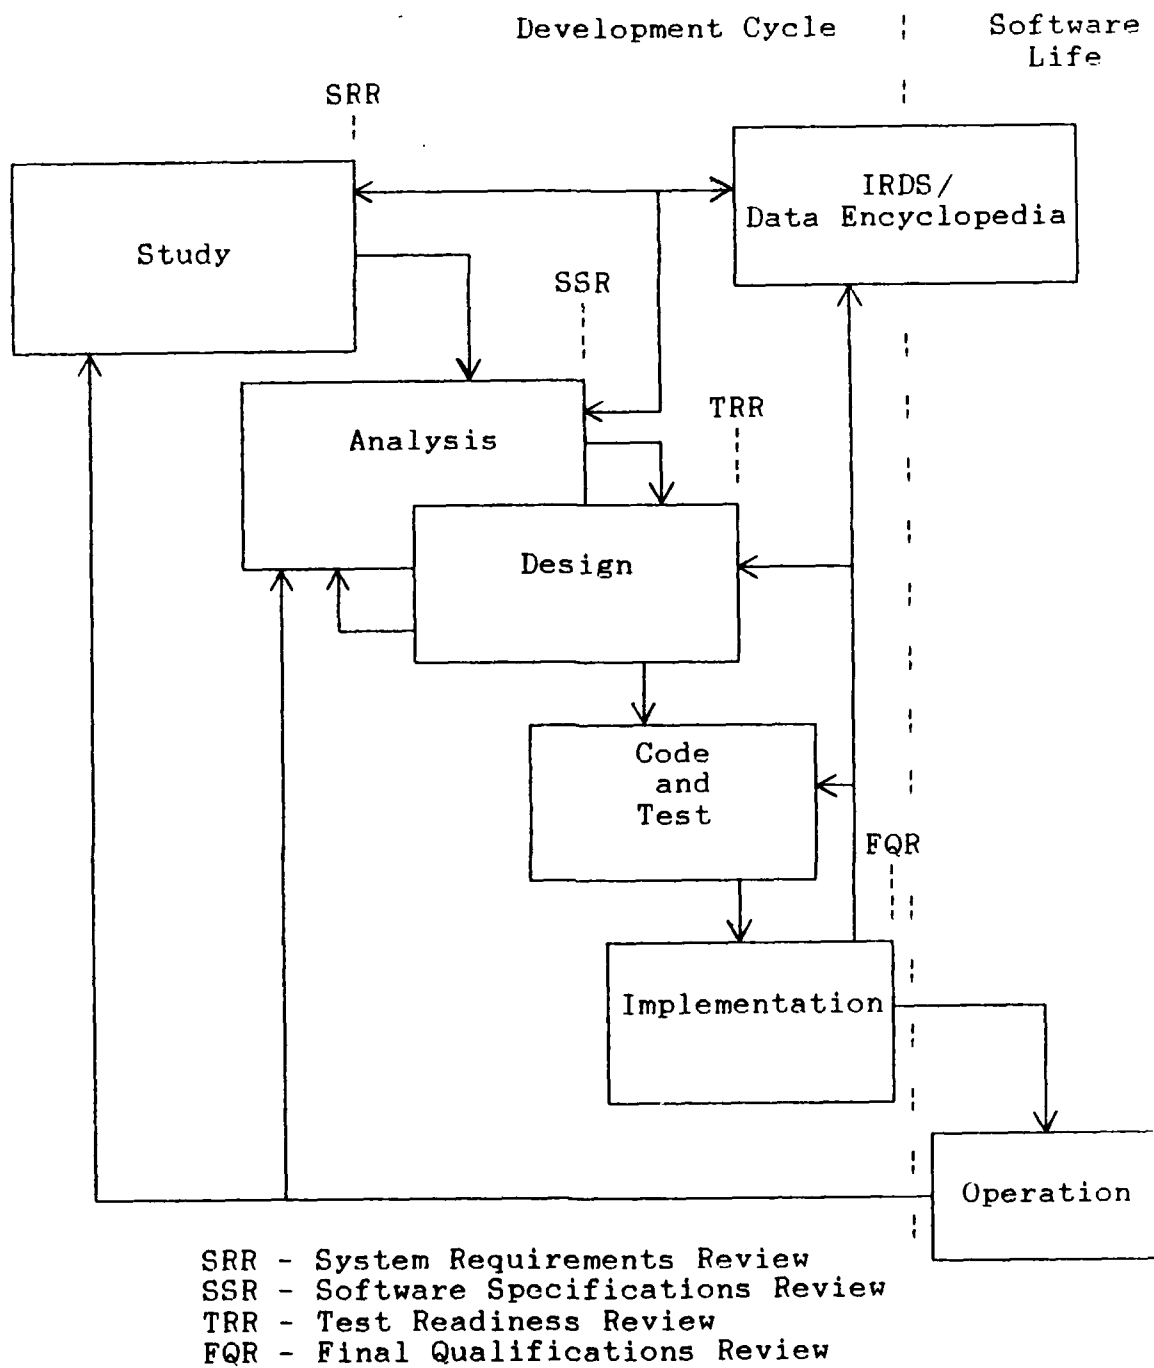 Development Cycle
Software
Life
SRR
IRDS/
Data Encyclopedia
Study
SSR
TRR
Analysis
Design
Code
and
Test
FQR
Implementation
Operation
SRR - System Requirements Review
SSR - Software Specifications Review
TRR - Test Readiness Review
FQR - Final Qualifications Review